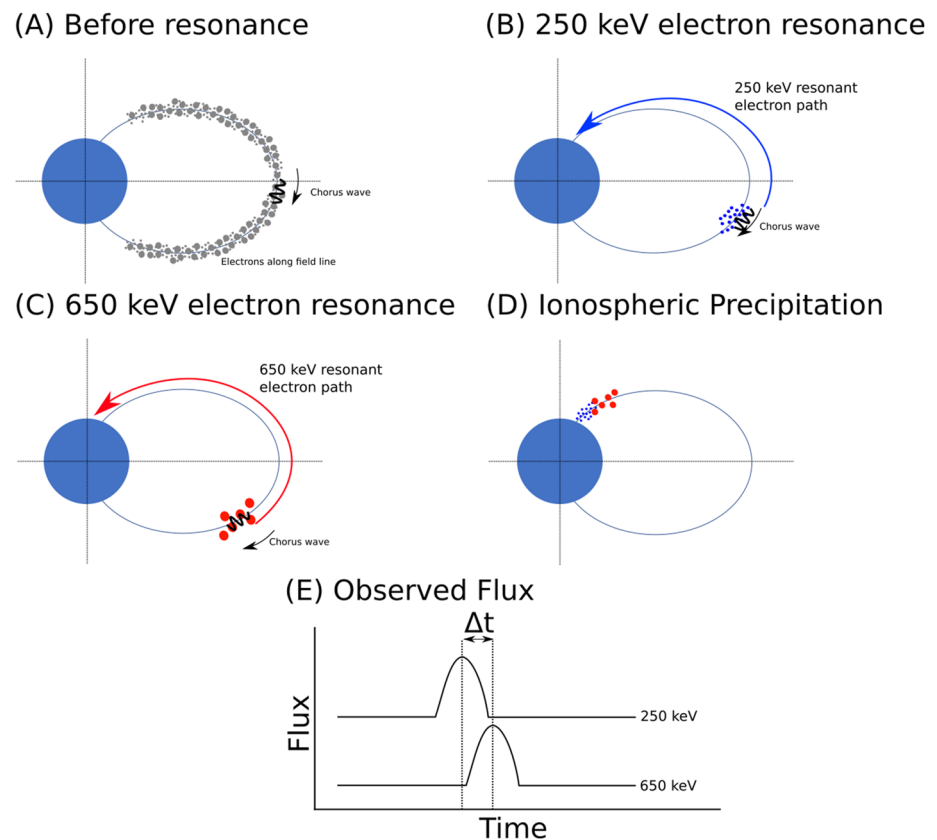 (A) Before resonance
Chorus wave
Electrons along field line
(B) 250 keV electron resonance
250 keV resonant
electron path
Chorus wave
(C) 650 keV electron resonance
650 keV resonant
electron path
Chorus wave
(D) Ionospheric Precipitation
(E) Observed Flux
Δt
Flux
250 keV
650 keV
Time